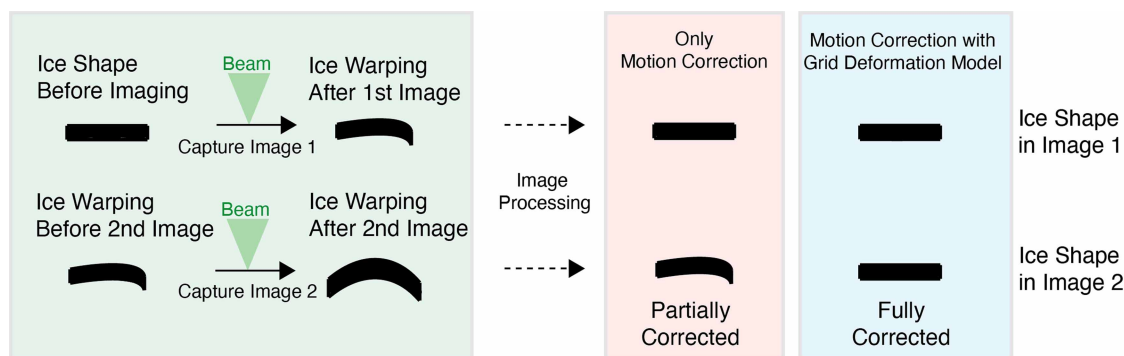 Ice Shape
Before Imaging
Beam
Capture Image 1
Ice Warping
After 1st Image
Ice Warping
Before 2nd Image
Beam
Capture Image 2
Ice Warping
After 2nd Image
Image
Processing
Only
Motion Correction
Partially
Corrected
Motion Correction with
Grid Deformation Model
Fully
Corrected
Ice Shape
in Image 1
Ice Shape
in Image 2